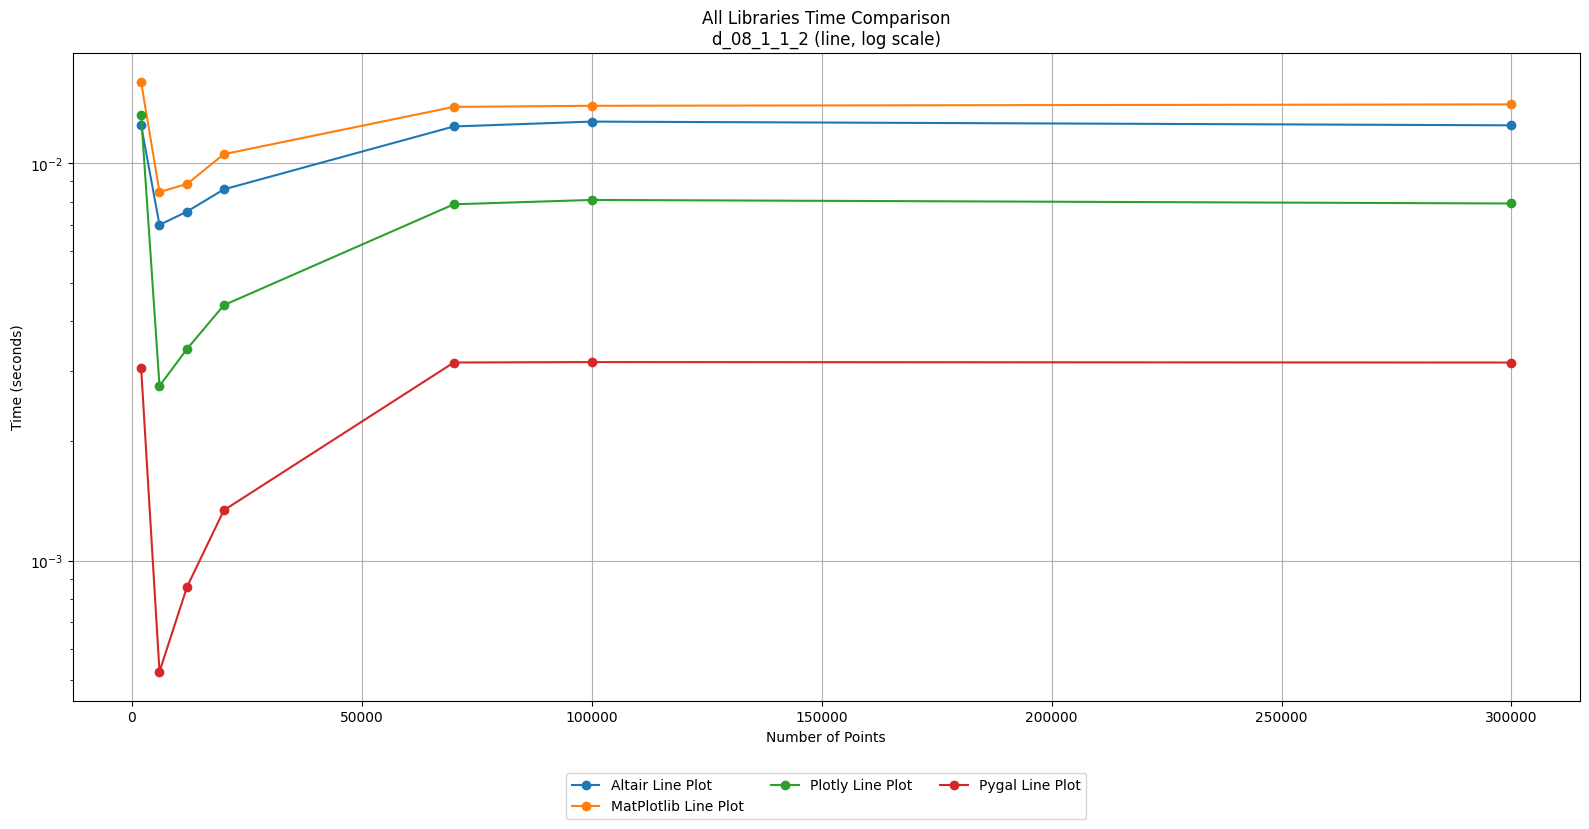 All Libraries Time Comparison
d_08_1_1_2 (line, log scale)
Time (seconds)
10⁻²
10⁻³
0
50000
100000
150000
200000
250000
300000
Number of Points
Altair Line Plot
MatPlotlib Line Plot
Plotly Line Plot
Pygal Line Plot